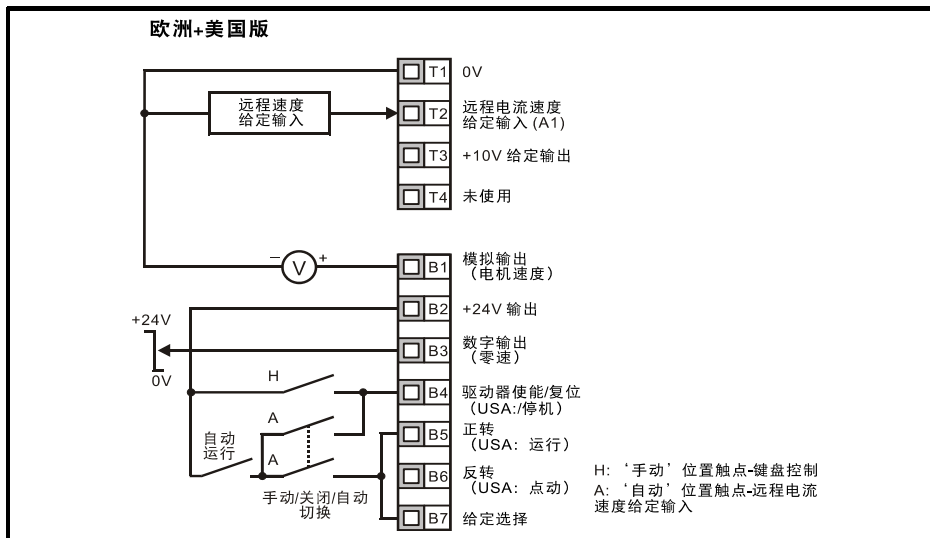 欧洲+美国版
T1 0V
远程速度
给定输入
T2 远程电流速度
给定输入 (A1)
T3 +10V 给定输出
T4 未使用
− V +
B1 模拟输出
（电机速度）
B2 +24V 输出
+24V
0V
B3 数字输出
（零速）
H
B4 驱动器使能/复位
（USA:/停机）
A
自动
运行
B5 正转
（USA：运行）
A
B6 反转
（USA：点动）
手动/关闭/自动
切换
B7 给定选择
H:‘手动’位置触点-键盘控制
A:‘自动’位置触点-远程电流
速度给定输入